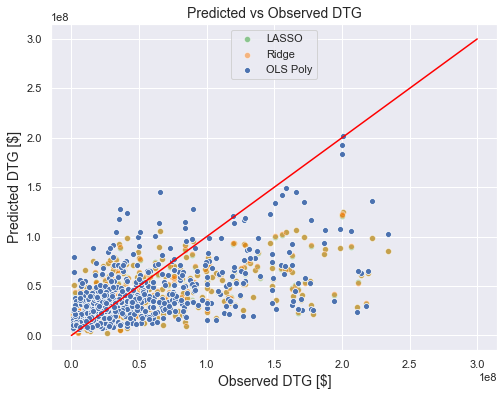 Predicted vs Observed DTG
1e8
3.0
2.5
2.0
1.5
1.0
0.5
0.0
Predicted DTG [$]
LASSO
Ridge
OLS Poly
0.0 0.5 1.0 1.5 2.0 2.5 3.0
1e8
Observed DTG [$]